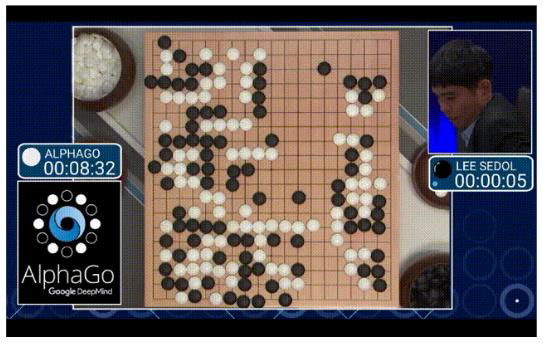 ALPHAGO
00:08:32
LEE SEDOL
00:00:05
AlphaGo
Google DeepMind